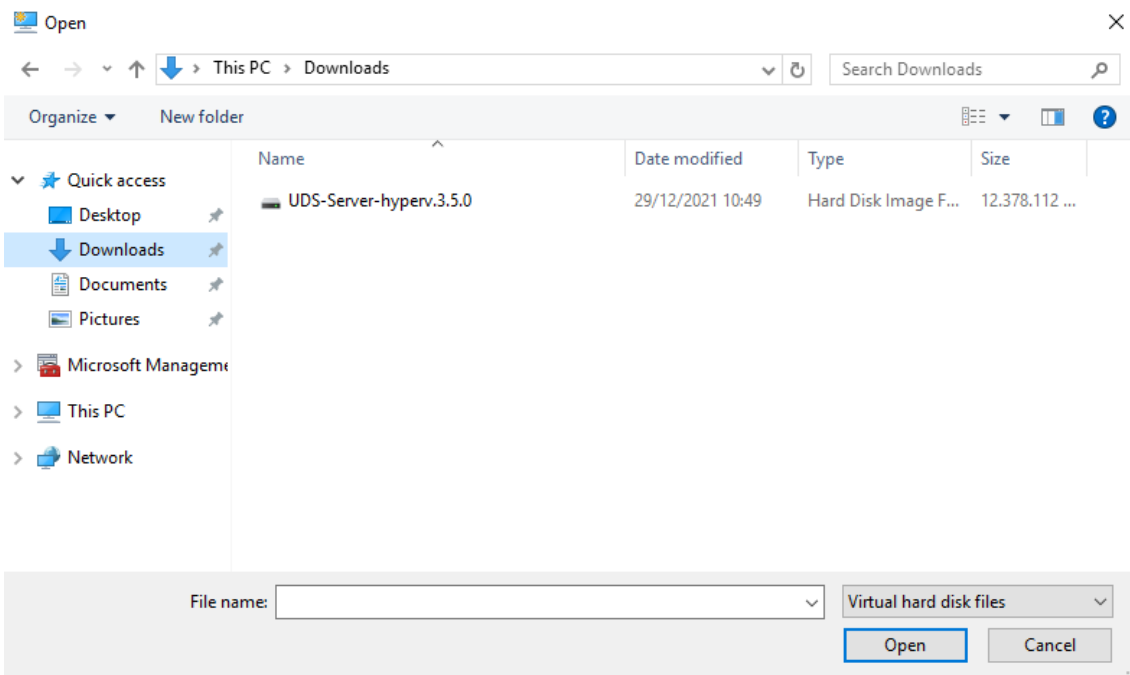 Open
This PC > Downloads
Search Downloads
Organize
New folder
?
Name
Date modified
Type
Size
Quick access
UDS-Server-hyperv.3.5.0
29/12/2021 10:49
Hard Disk Image F...
12.378.112 ...
Desktop
Downloads
Documents
Pictures
Microsoft Manageme
This PC
Network
File name:
Virtual hard disk files
Open
Cancel